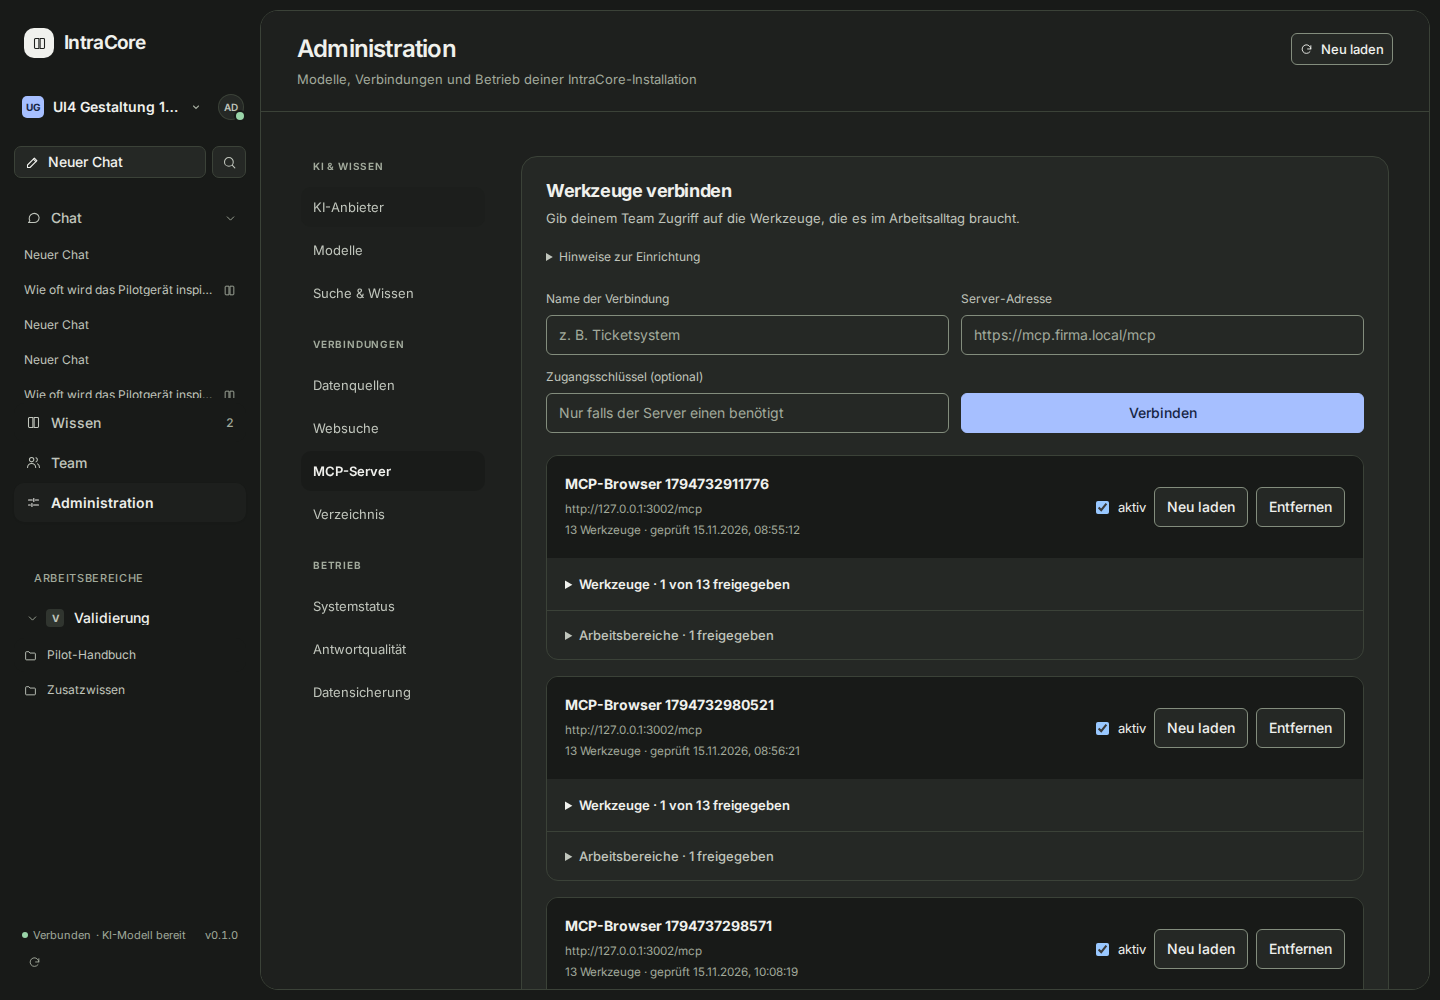 IntraCore
UG UI4 Gestaltung 1... AD
Neuer Chat
Chat
Neuer Chat
Wie oft wird das Pilotgerät inspi...
Neuer Chat
Neuer Chat
Wie oft wird das Pilotgerät inspi...
Wissen 2
Team
Administration
ARBEITSBEREICHE
V Validierung
Pilot-Handbuch
Zusatzwissen
Verbunden · KI-Modell bereit v0.1.0
Administration
Modelle, Verbindungen und Betrieb deiner IntraCore-Installation
Neu laden
KI & WISSEN
KI-Anbieter
Modelle
Suche & Wissen
VERBINDUNGEN
Datenquellen
Websuche
MCP-Server
Verzeichnis
BETRIEB
Systemstatus
Antwortqualität
Datensicherung
Werkzeuge verbinden
Gib deinem Team Zugriff auf die Werkzeuge, die es im Arbeitsalltag braucht.
Hinweise zur Einrichtung
Name der Verbindung Server-Adresse
z. B. Ticketsystem https://mcp.firma.local/mcp
Zugangsschlüssel (optional)
Nur falls der Server einen benötigt Verbinden
MCP-Browser 1794732911776
http://127.0.0.1:3002/mcp
13 Werkzeuge · geprüft 15.11.2026, 08:55:12
aktiv Neu laden Entfernen
Werkzeuge · 1 von 13 freigegeben
Arbeitsbereiche · 1 freigegeben
MCP-Browser 1794732980521
http://127.0.0.1:3002/mcp
13 Werkzeuge · geprüft 15.11.2026, 08:56:21
aktiv Neu laden Entfernen
Werkzeuge · 1 von 13 freigegeben
Arbeitsbereiche · 1 freigegeben
MCP-Browser 1794737298571
http://127.0.0.1:3002/mcp
13 Werkzeuge · geprüft 15.11.2026, 10:08:19
aktiv Neu laden Entfernen